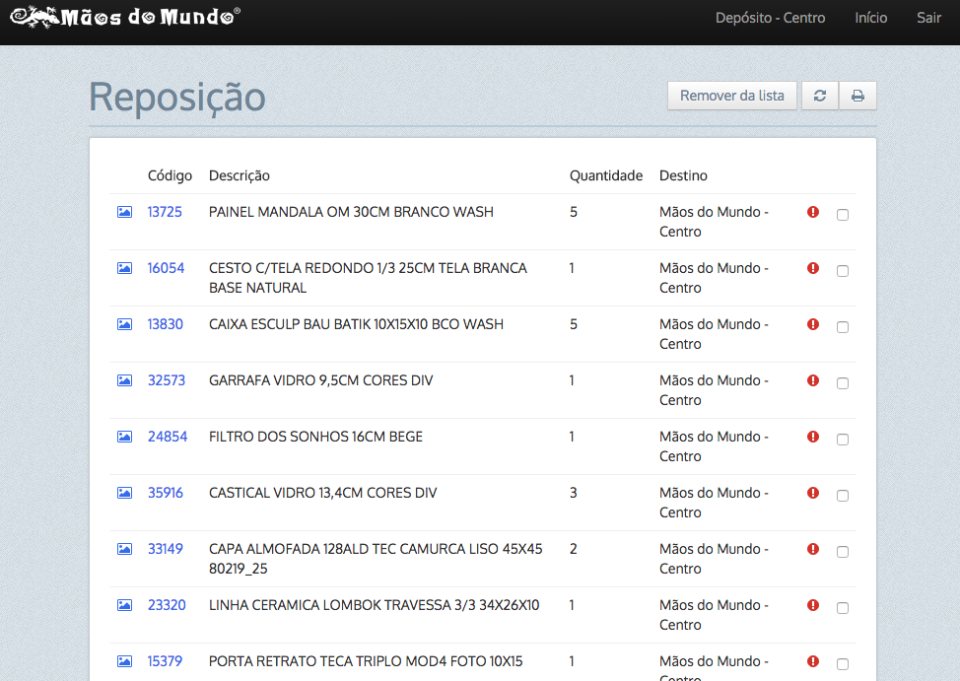 Mãos do Mundo®
Depósito - Centro Início Sair
Reposição
Remover da lista
Código Descrição Quantidade Destino
13725 PAINEL MANDALA OM 30CM BRANCO WASH 5 Mãos do Mundo -
Centro
16054 CESTO C/TELA REDONDO 1/3 25CM TELA BRANCA 1 Mãos do Mundo -
BASE NATURAL Centro
13830 CAIXA ESCULP BAU BATIK 10X15X10 BCO WASH 5 Mãos do Mundo -
Centro
32573 GARRAFA VIDRO 9,5CM CORES DIV 1 Mãos do Mundo -
Centro
24854 FILTRO DOS SONHOS 16CM BEGE 1 Mãos do Mundo -
Centro
35916 CASTICAL VIDRO 13,4CM CORES DIV 3 Mãos do Mundo -
Centro
33149 CAPA ALMOFADA 128ALD TEC CAMURCA LISO 45X45 2 Mãos do Mundo -
80219_25 Centro
23320 LINHA CERAMICA LOMBOK TRAVESSA 3/3 34X26X10 1 Mãos do Mundo -
Centro
15379 PORTA RETRATO TECA TRIPLO MOD4 FOTO 10X15 1 Mãos do Mundo -
Centro